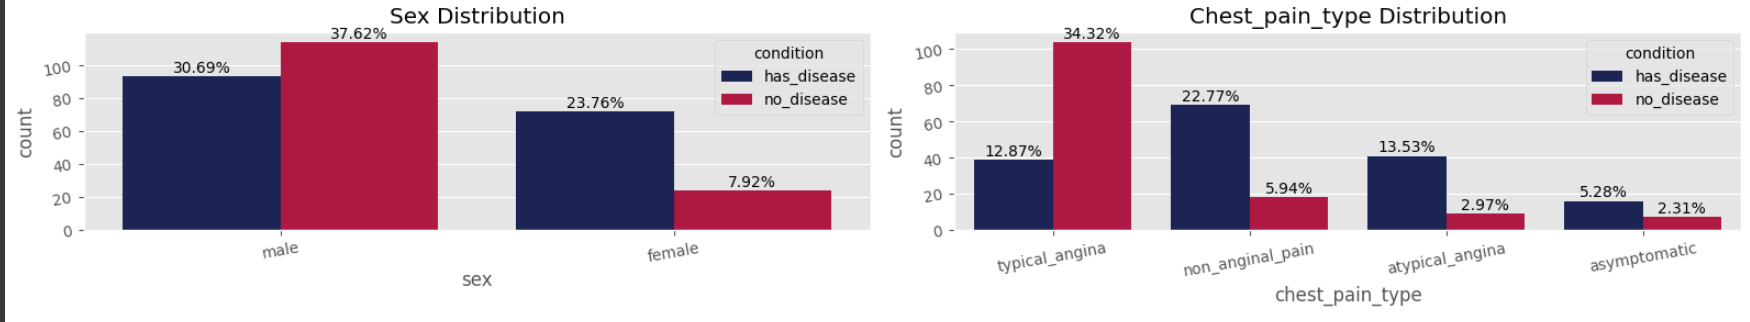 Sex Distribution
37.62%
30.69%
23.76%
7.92%
condition
has_disease
no_disease
100
80
60
40
20
0
count
male
female
sex
Chest_pain_type Distribution
34.32%
12.87%
22.77%
5.94%
13.53%
2.97%
5.28%
2.31%
condition
has_disease
no_disease
100
80
60
40
20
0
count
typical_angina
non_anginal_pain
atypical_angina
asymptomatic
chest_pain_type